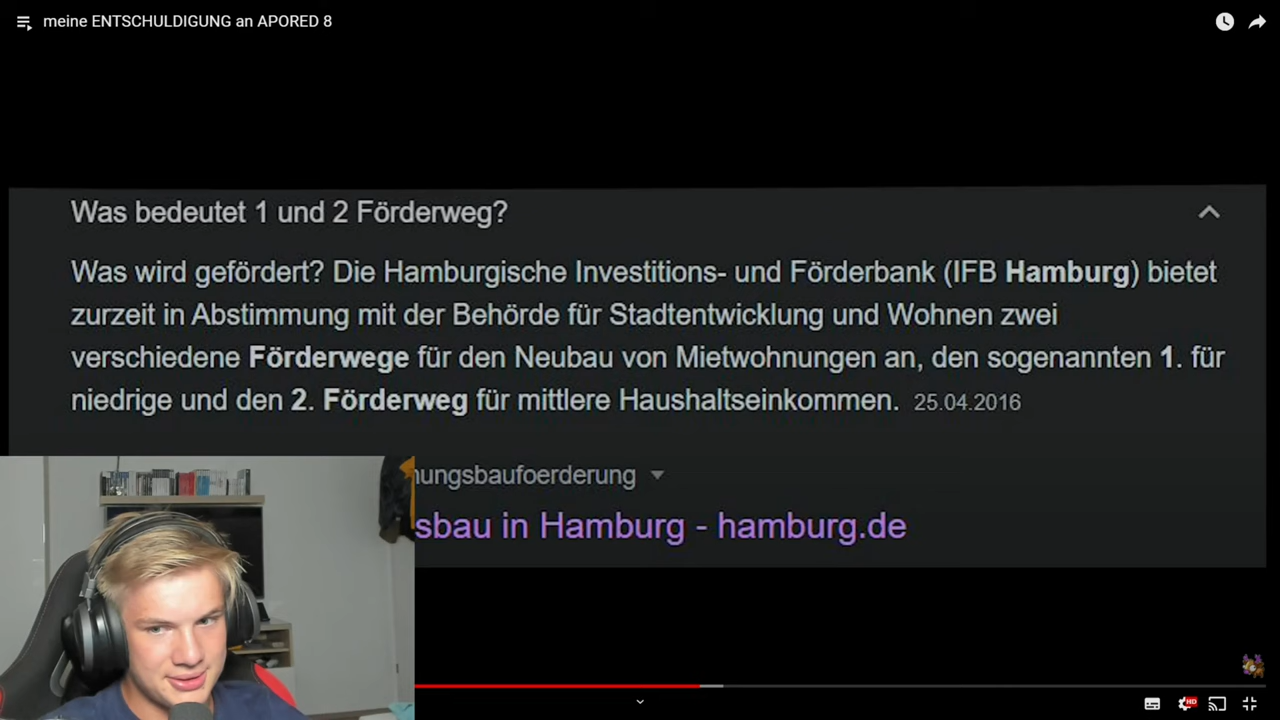 meine ENTSCHULDIGUNG an APORED 8
Was bedeutet 1 und 2 Förderweg?
Was wird gefördert? Die Hamburgische Investitions- und Förderbank (IFB Hamburg) bietet
zurzeit in Abstimmung mit der Behörde für Stadtentwicklung und Wohnen zwei
verschiedene Förderwege für den Neubau von Mietwohnungen an, den sogenannten 1. für
niedrige und den 2. Förderweg für mittlere Haushaltseinkommen. 25.04.2016
nungsbaufoerderung
sbau in Hamburg - hamburg.de
HD